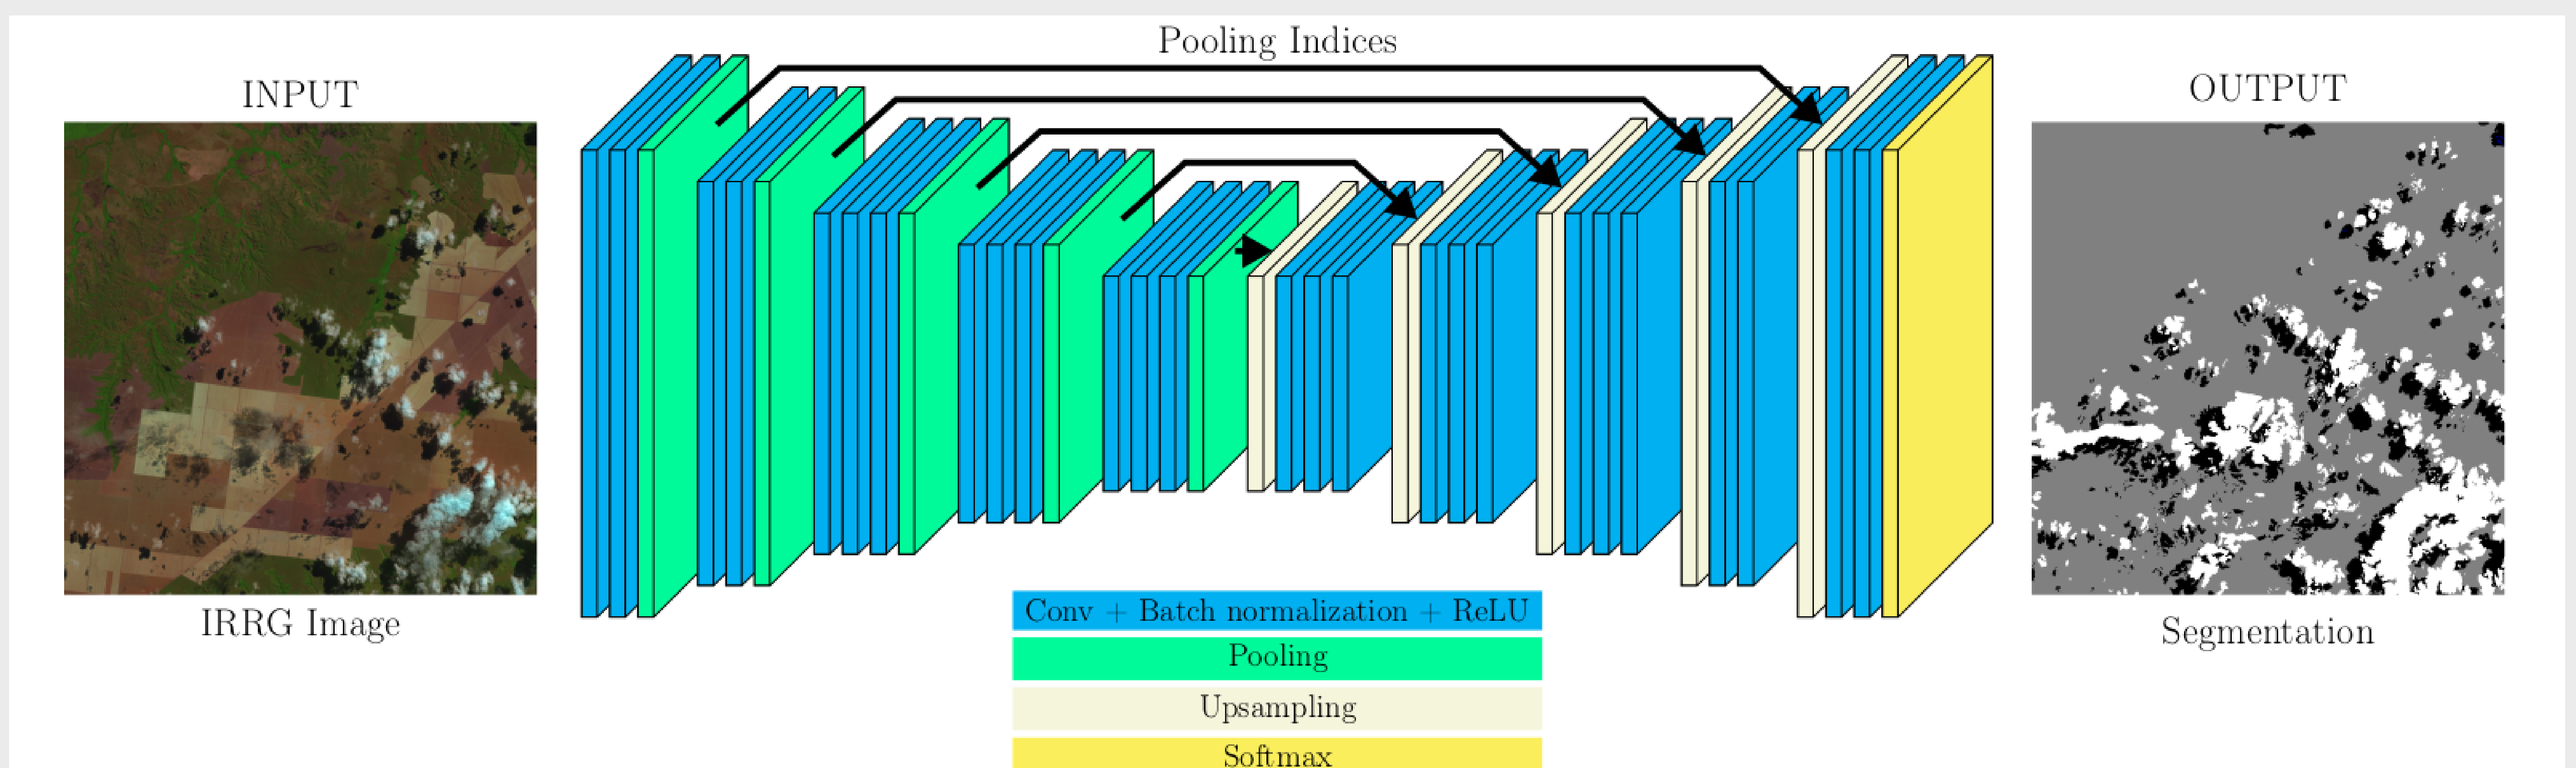 Pooling Indices
INPUT
OUTPUT
IRRG Image
Segmentation
Conv + Batch normalization + ReLU
Pooling
Upsampling
Softmax